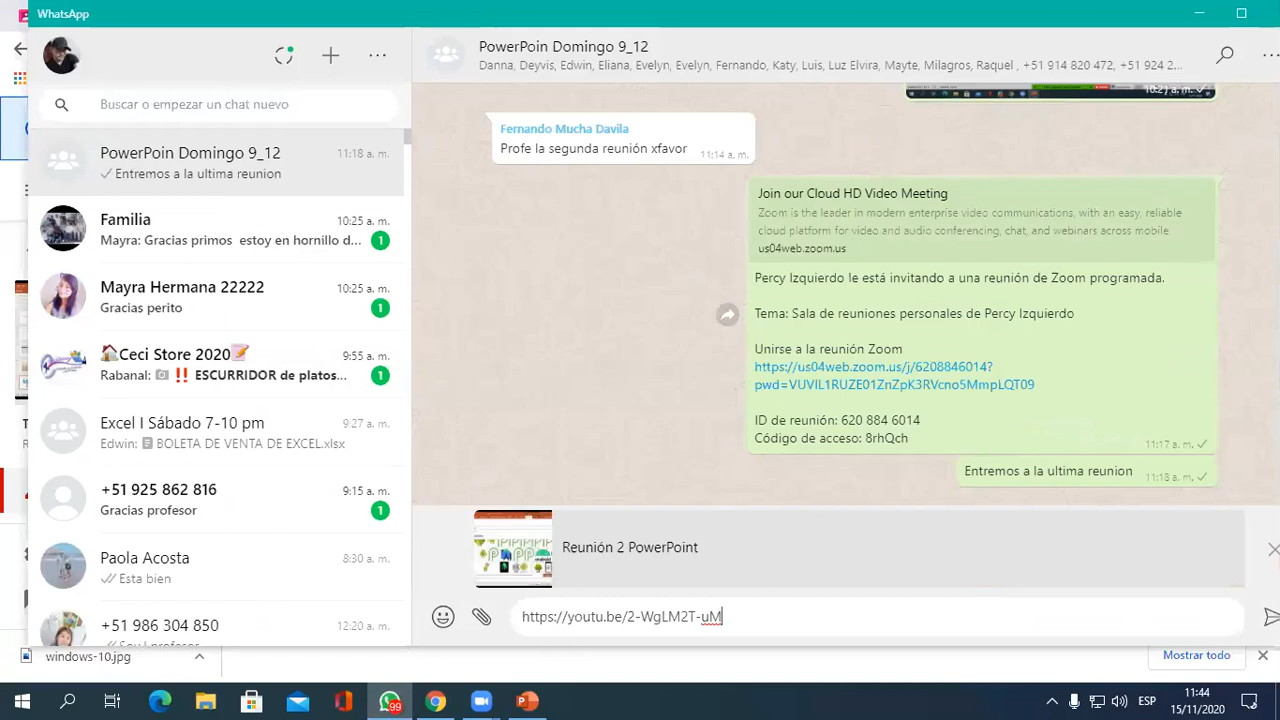 WhatsApp
Buscar o empezar un chat nuevo
PowerPoin Domingo 9_12
11:18 a. m.
Entremos a la ultima reunion
Familia
10:25 a. m.
Mayra: Gracias primos estoy en hornillo d...
1
Mayra Hermana 22222
10:25 a. m.
Gracias perito
1
🏠Ceci Store 2020📝
9:55 a. m.
Rabanal: 📷 ‼️ ESCURRIDOR de platos...
1
Excel I Sábado 7-10 pm
9:27 a. m.
Edwin: BOLETA DE VENTA DE EXCEL.xlsx
+51 925 862 816
9:15 a. m.
Gracias profesor
1
Paola Acosta
8:30 a. m.
Esta bien
+51 986 304 850
12:20 a. m.
PowerPoin Domingo 9_12
Danna, Deyvis, Edwin, Eliana, Evelyn, Evelyn, Fernando, Katy, Luis, Luz Elvira, Mayte, Milagros, Raquel , +51 914 820 472, +51 924 2...
10:21 a. m.
Fernando Mucha Davila
Profe la segunda reunión xfavor
11:14 a. m.
Join our Cloud HD Video Meeting
Zoom is the leader in modern enterprise video communications, with an easy, reliable
cloud platform for video and audio conferencing, chat, and webinars across mobile.
us04web.zoom.us
Percy Izquierdo le está invitando a una reunión de Zoom programada.
Tema: Sala de reuniones personales de Percy Izquierdo
Unirse a la reunión Zoom
https://us04web.zoom.us/j/6208846014?
pwd=VUVIL1RUZE01ZnZpK3RVcno5MmpLQT09
ID de reunión: 620 884 6014
Código de acceso: 8rhQch
11:17 a. m.
Entremos a la ultima reunion
11:18 a. m.
Reunión 2 PowerPoint
https://youtu.be/2-WgLM2T-uM
windows-10.jpg
Mostrar todo
99
ESP
11:44
15/11/2020